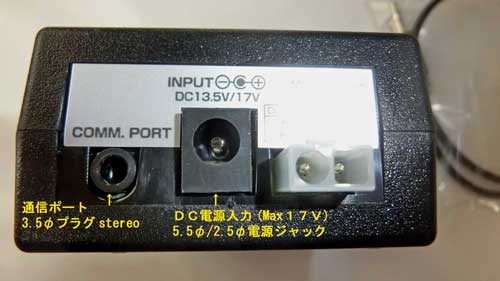 INPUT ⊖-●-⊕
DC13.5V/17V
COMM. PORT
通信ポート
3.5φプラグ stereo
↑
ＤＣ電源入力 (Max１７Ｖ)
5.5φ/2.5φ電源ジャック